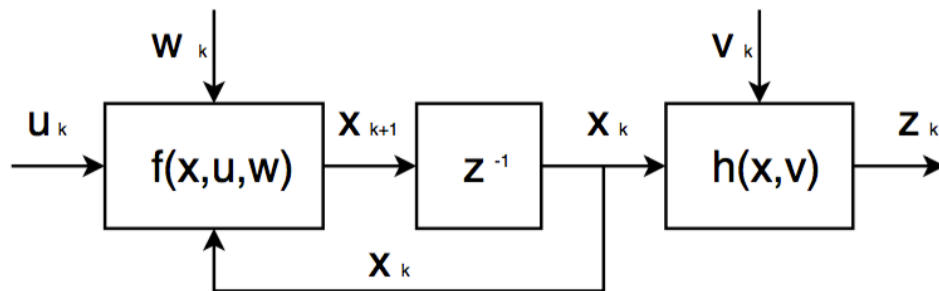 w k
v k
u k
x k+1
x k
z k
f(x,u,w)
z -1
h(x,v)
x k